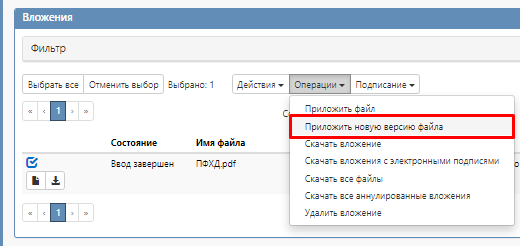 Вложения
Фильтр
Выбрать все Отменить выбор Выбрано: 1 Действия Операции Подписание
« ‹ 1 › »
Приложить файл
Приложить новую версию файла
Скачать вложение
Скачать вложения с электронными подписями
Скачать все файлы
Скачать все аннулированные вложения
Удалить вложение
Состояние Имя файла
Ввод завершен ПФХД.pdf
« ‹ 1 › »